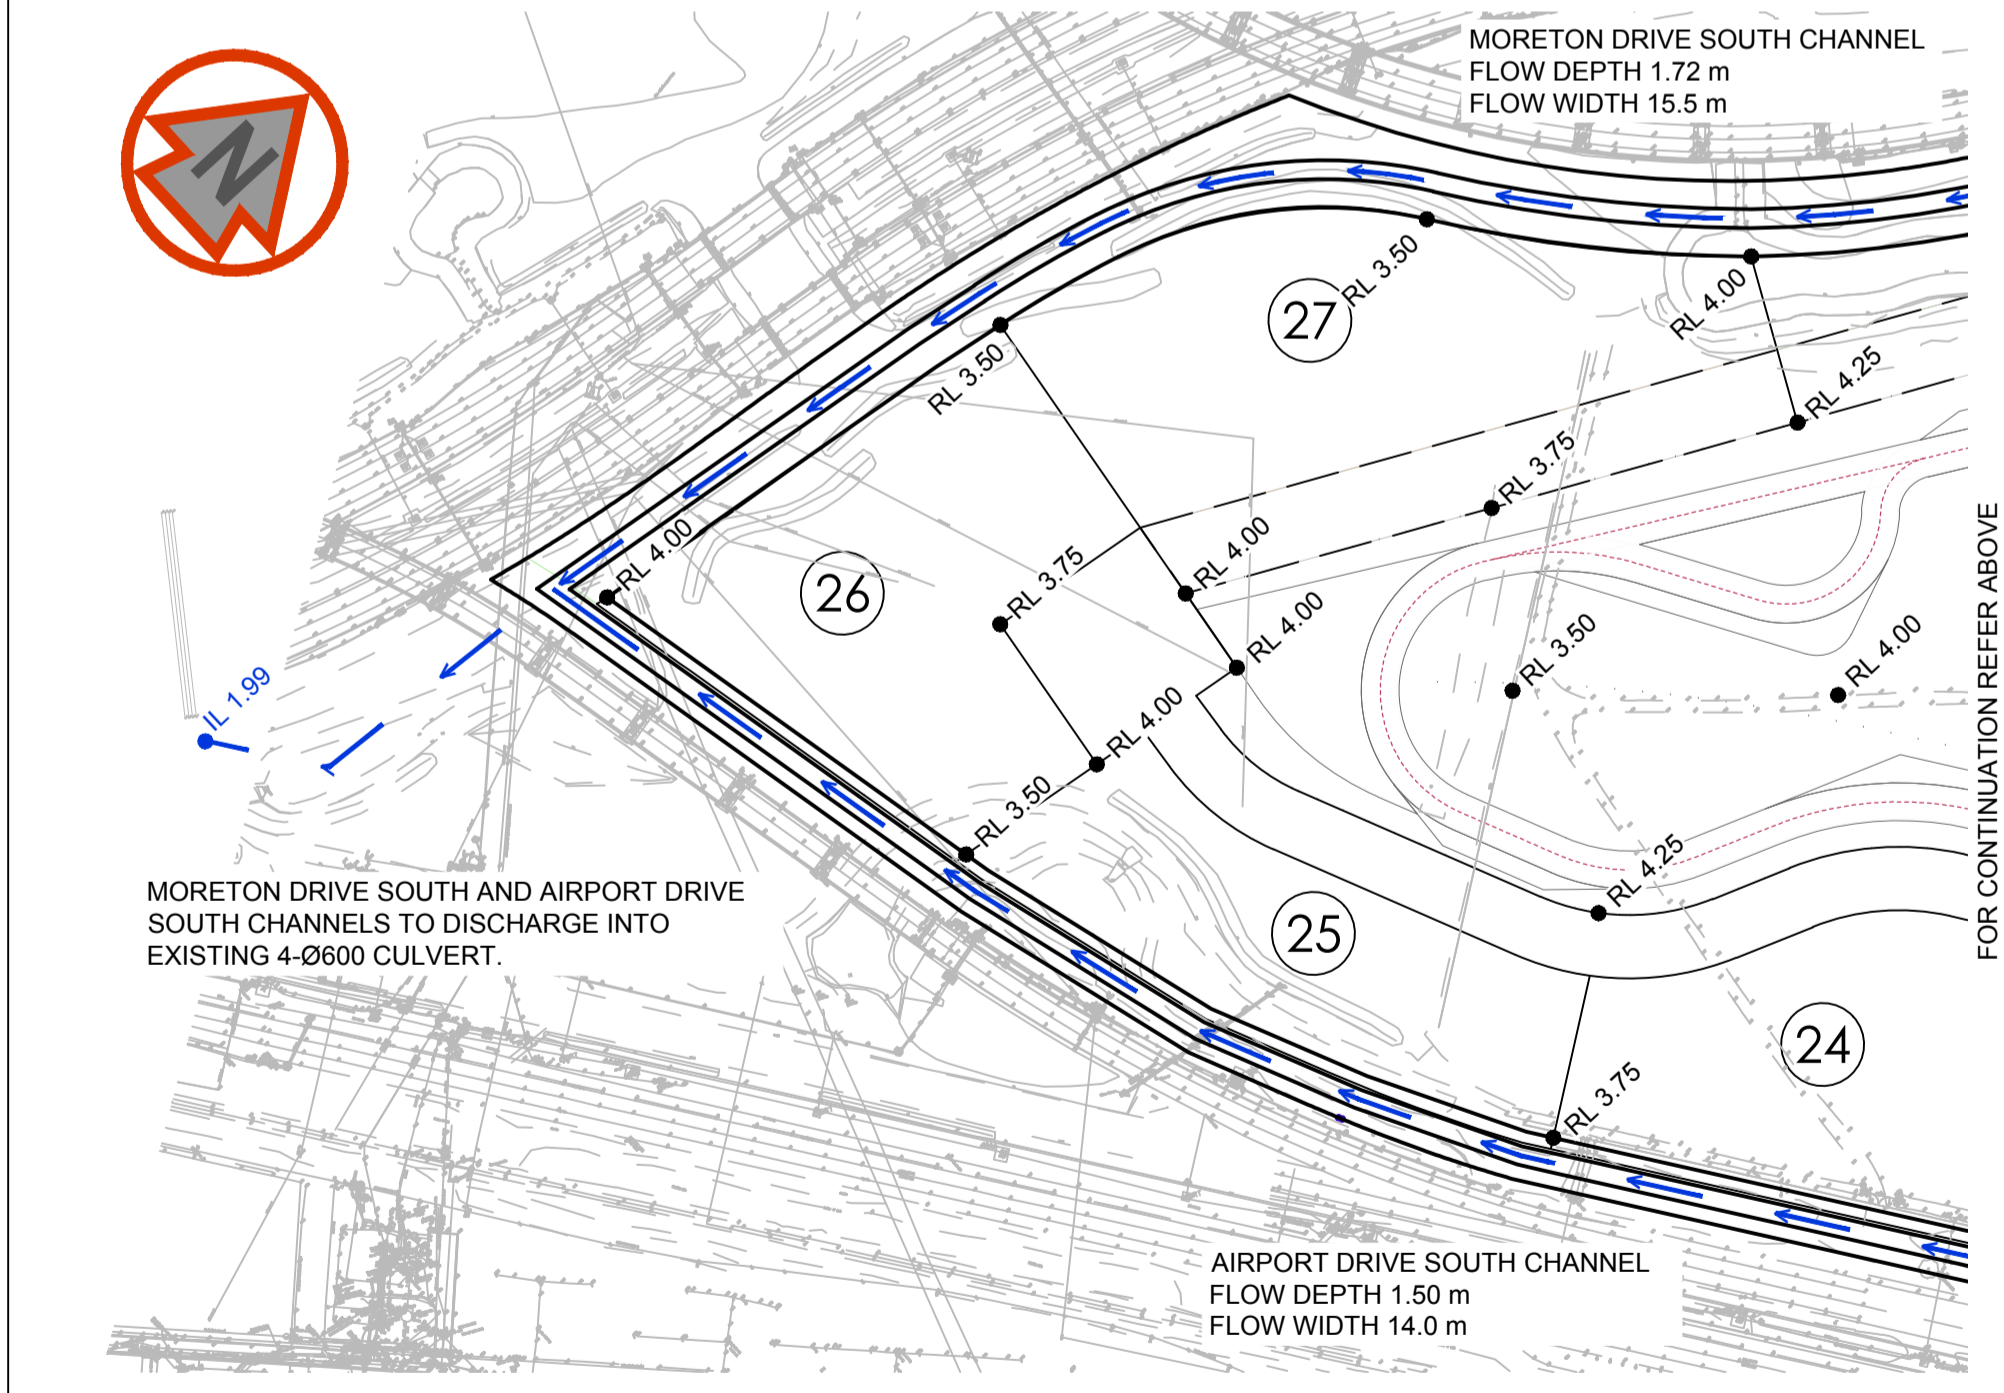 MORETON DRIVE SOUTH CHANNEL
FLOW DEPTH 1.72 m
FLOW WIDTH 15.5 m
N
RL 3.50
27
RL 4.00
RL 3.50
RL 4.25
RL 3.75
RL 4.00
RL 4.00
RL 3.75
26
RL 4.00
RL 3.50
RL 4.00
IL 1.99
RL 4.00
RL 3.50
RL 4.25
25
24
RL 3.75
FOR CONTINUATION REFER ABOVE
MORETON DRIVE SOUTH AND AIRPORT DRIVE
SOUTH CHANNELS TO DISCHARGE INTO
EXISTING 4-Ø600 CULVERT.
AIRPORT DRIVE SOUTH CHANNEL
FLOW DEPTH 1.50 m
FLOW WIDTH 14.0 m